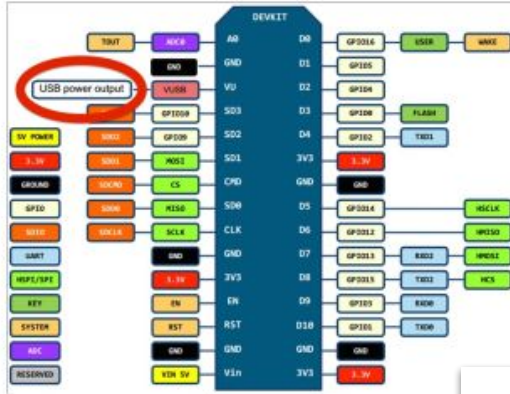 DEVKIT
TOUT ADC0 A0 D0 GPIO16 USER WAKE
GND GND D1 GPIO5
USB power output VUSB VU D2 GPIO4
GPIO10 SD3 D3 GPIO0 FLASH
5V POWER SDD2 GPIO9 SD2 D4 GPIO2 TXD1
3.3V SDD1 MOSI SD1 3V3 3.3V
GROUND SDCMD CS CMD GND GND
GPIO SDD0 MISO SD0 D5 GPIO14 HSCLK
SDIO SDCLK SCLK CLK D6 GPIO12 HMISO
UART GND GND D7 GPIO13 RXD2 HMOSI
HSPI/SPI 3.3V 3V3 D8 GPIO15 TXD2 HCS
KEY EN EN D9 GPIO3 RXD0
SYSTEM RST RST D10 GPIO1 TXD0
ADC GND GND GND GND
RESERVED VIN 5V Vin 3V3 3.3V